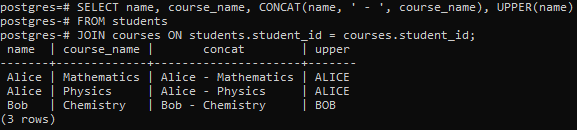 postgres=# SELECT name, course_name, CONCAT(name, ' - ', course_name), UPPER(name)
postgres-# FROM students
postgres-# JOIN courses ON students.student_id = courses.student_id;
 name  | course_name |       concat        | upper
-------+-------------+---------------------+-------
 Alice | Mathematics | Alice - Mathematics | ALICE
 Alice | Physics     | Alice - Physics     | ALICE
 Bob   | Chemistry   | Bob - Chemistry     | BOB
(3 rows)